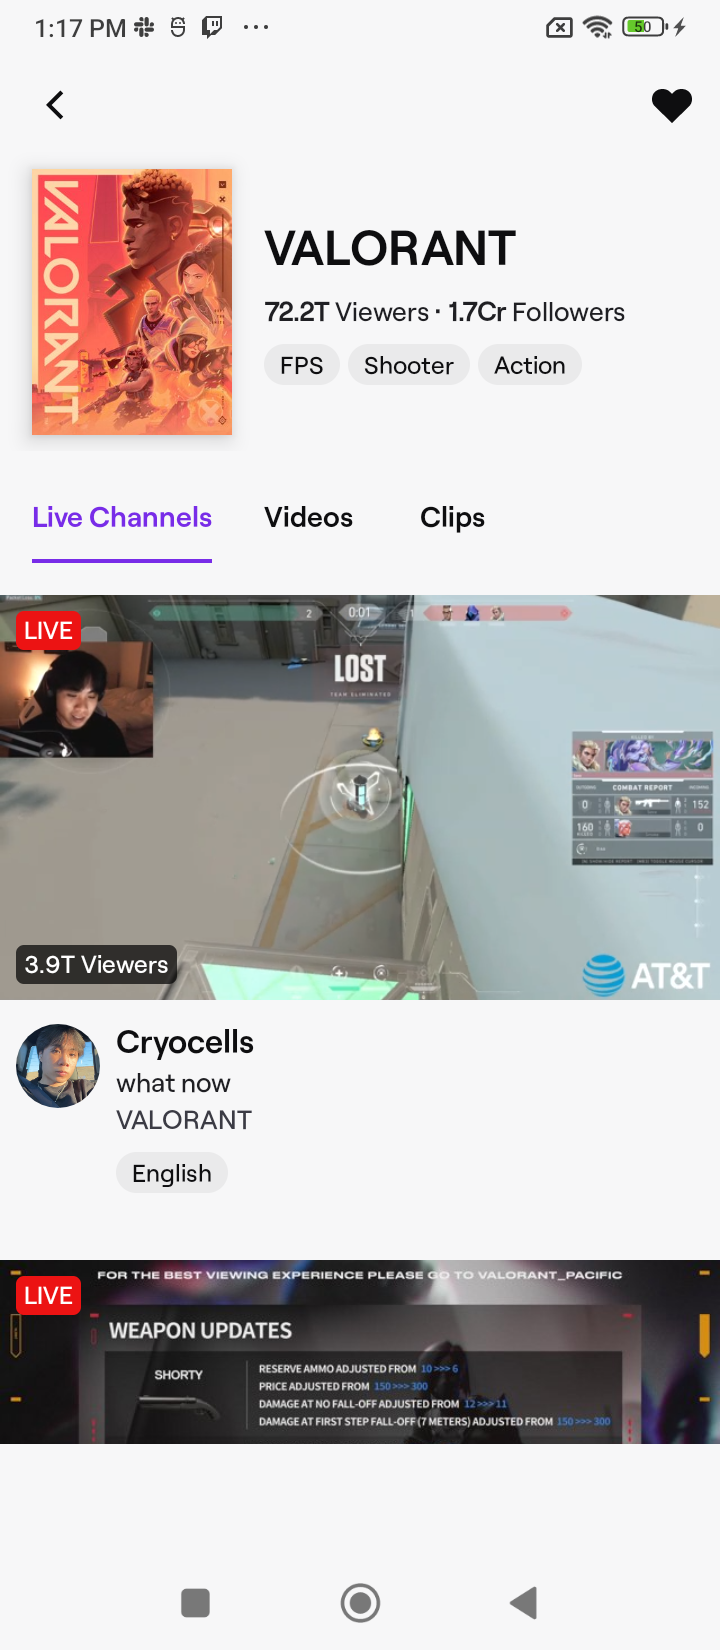 1:17 PM
50
VALORANT
VALORANT
72.2T Viewers · 1.7Cr Followers
FPS
Shooter
Action
Live Channels
Videos
Clips
LIVE
2
0:01
1
LOST
TEAM ELIMINATED
COMBAT REPORT
0
152
160
0
3.9T Viewers
AT&T
Cryocells
what now
VALORANT
English
FOR THE BEST VIEWING EXPERIENCE PLEASE GO TO VALORANT_PACIFIC
LIVE
WEAPON UPDATES
SHORTY
RESERVE AMMO ADJUSTED FROM 10 >>> 6
PRICE ADJUSTED FROM 150 >>> 300
DAMAGE AT NO FALL-OFF ADJUSTED FROM 12 >>> 11
DAMAGE AT FIRST STEP FALL-OFF (7 METERS) ADJUSTED FROM 150 >>> 300